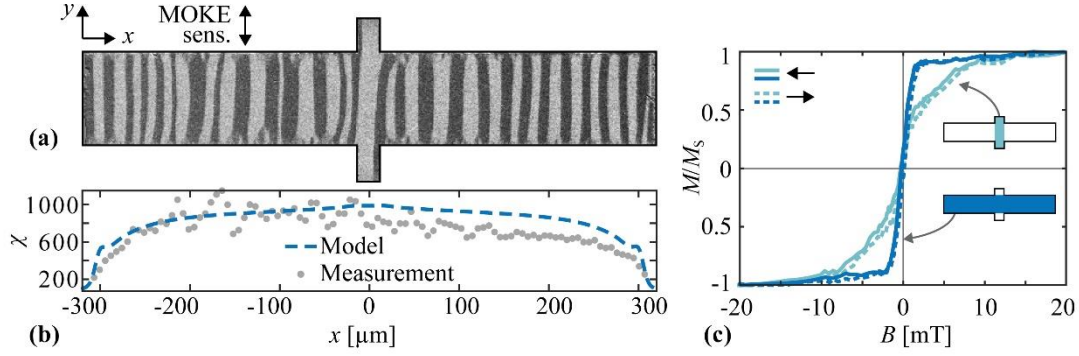 y
MOKE
sens.
x
(a)
1000
600
200
χ
Model
Measurement
-300 -200 -100 0 100 200 300
(b)
x [µm]
1
0.5
0
0.5
-1
M/Mₛ
-20 -10 0 10 20
(c)
B [mT]